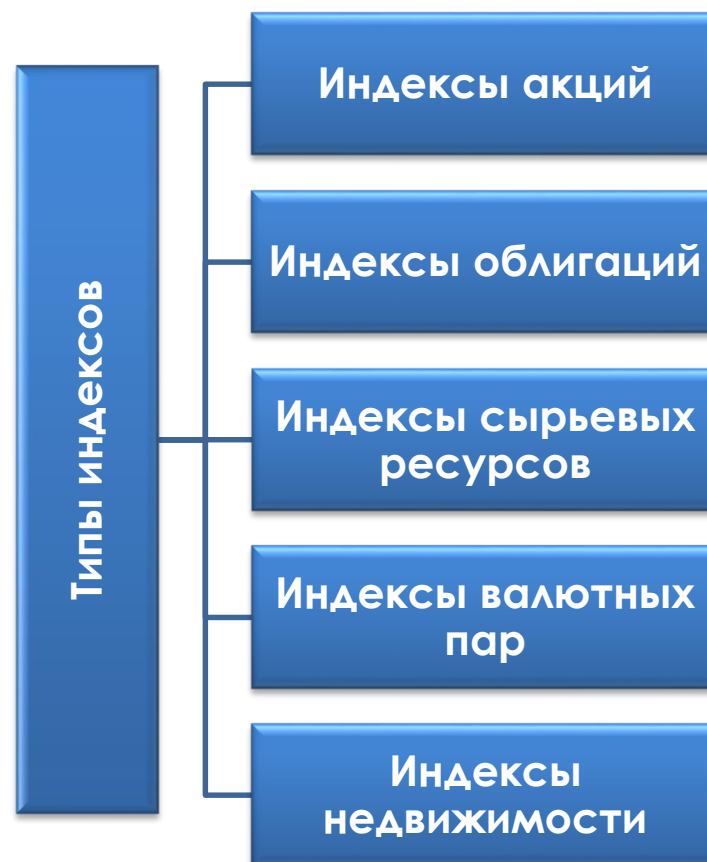 Типы индексов
Индексы акций
Индексы облигаций
Индексы сырьевых
ресурсов
Индексы валютных
пар
Индексы
недвижимости